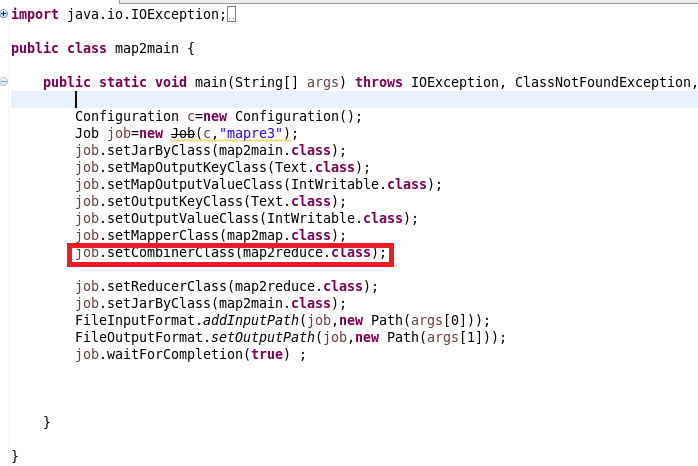 import java.io.IOException;
public class map2main {
public static void main(String[] args) throws IOException, ClassNotFoundException,
Configuration c=new Configuration();
Job job=new Job(c,"mapre3");
job.setJarByClass(map2main.class);
job.setMapOutputKeyClass(Text.class);
job.setMapOutputValueClass(IntWritable.class);
job.setOutputKeyClass(Text.class);
job.setOutputValueClass(IntWritable.class);
job.setMapperClass(map2map.class);
job.setCombinerClass(map2reduce.class);
job.setReducerClass(map2reduce.class);
job.setJarByClass(map2main.class);
FileInputFormat.addInputPath(job,new Path(args[0]));
FileOutputFormat.setOutputPath(job,new Path(args[1]));
job.waitForCompletion(true) ;
}
}